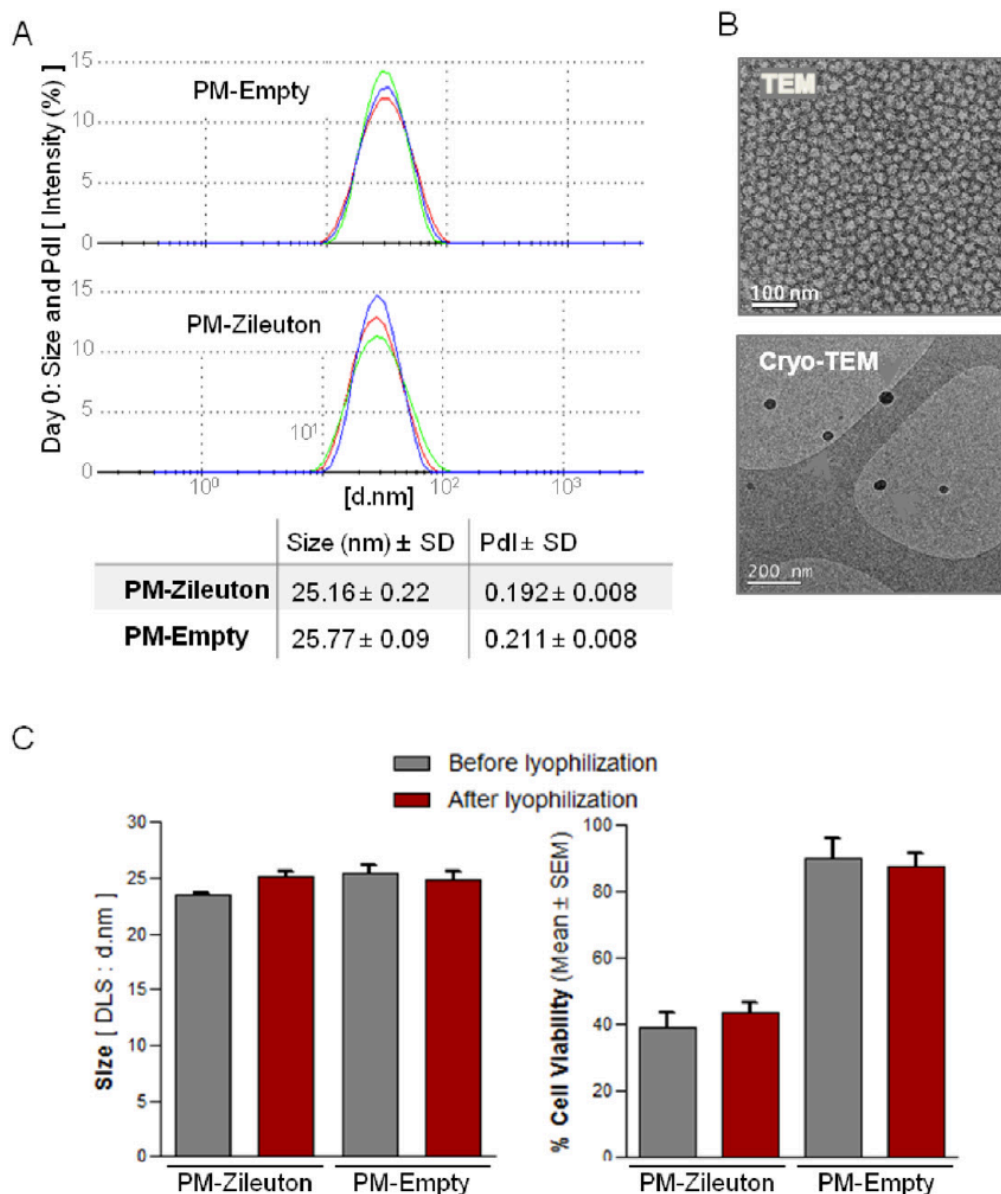 A
Day 0: Size and PdI [ Intensity (%) ]
15
10
5
0
PM-Empty
15
10
5
0
PM-Zileuton
10¹
10⁰
[d.nm]
10²
10³
Size (nm) ± SD PdI ± SD
PM-Zileuton 25.16 ± 0.22 0.192 ± 0.008
PM-Empty 25.77 ± 0.09 0.211 ± 0.008
B
TEM
100 nm
Cryo-TEM
200 nm
C
Before lyophilization
After lyophilization
Size [ DLS : d.nm ]
30
25
20
15
10
5
0
PM-Zileuton PM-Empty
% Cell Viability (Mean ± SEM)
100
80
60
40
20
0
PM-Zileuton PM-Empty